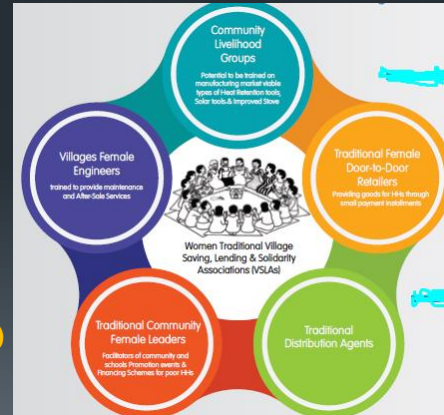 Community
Livelihood
Groups
Potential to be trained on
manufacturing market viable
types of Heat Retention tools,
Solar tools & Improved Stove
Villages Female
Engineers
trained to provide maintenance
and After-Sale Services
Traditional Female
Door-to-Door
Retailers
Providing goods for HHs through
small payment installments
Women Traditional Village
Saving, Lending & Solidarity
Associations (VSLAs)
Traditional Community
Female Leaders
Facilitators of community and
schools Promotion events &
Financing Schemes for poor HHs
Traditional
Distribution Agents